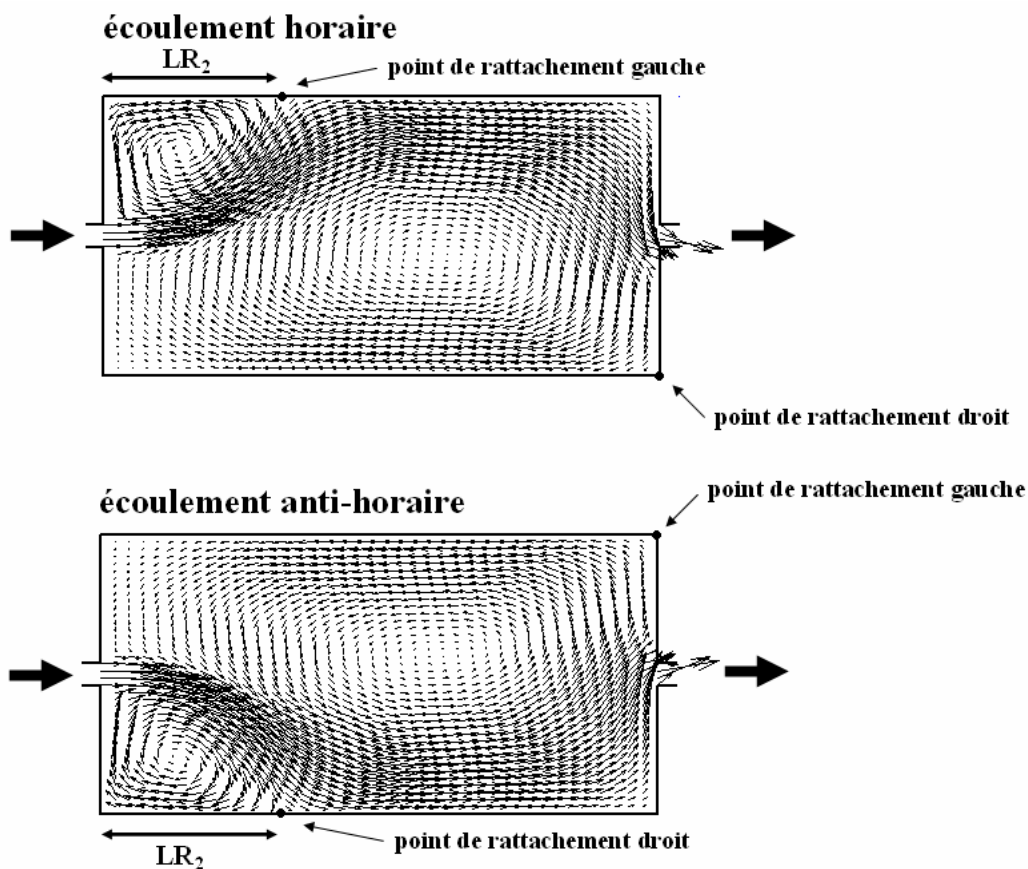 écoulement horaire
LR₂
point de rattachement gauche
point de rattachement droit
écoulement anti-horaire
point de rattachement gauche
point de rattachement droit
LR₂